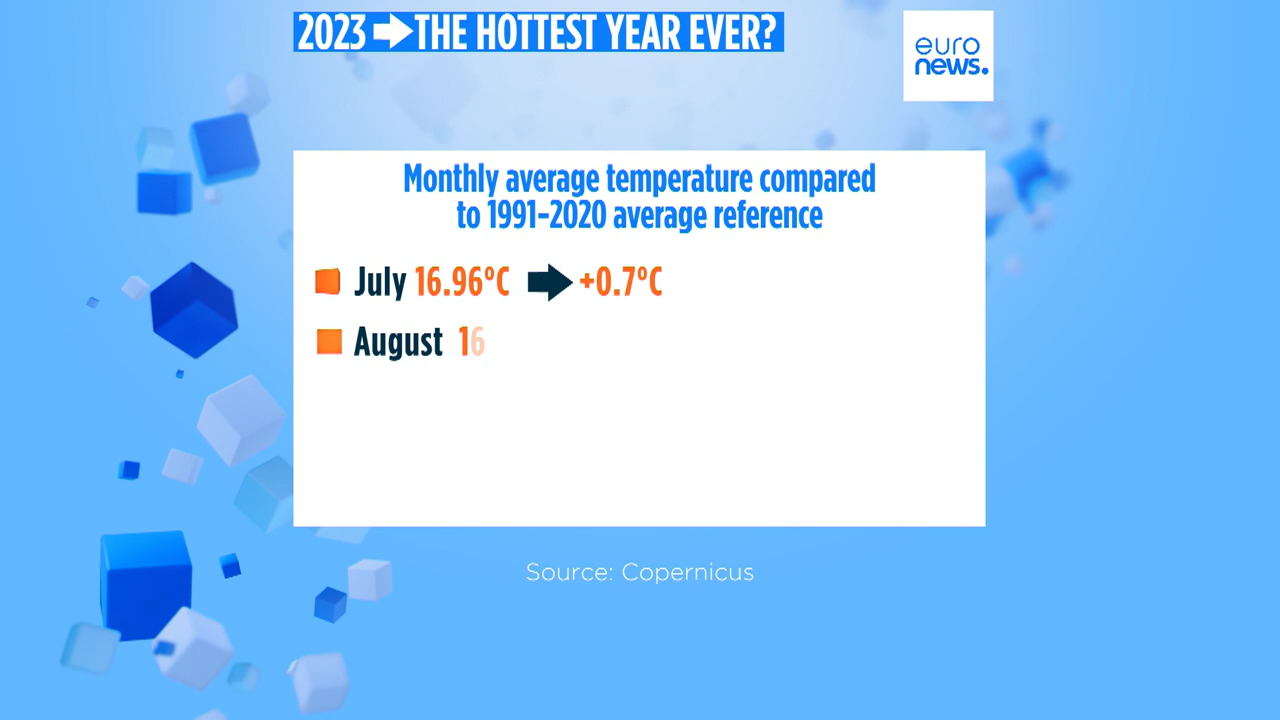 2023 ➡ THE HOTTEST YEAR EVER?
euro
news.
Monthly average temperature compared
to 1991-2020 average reference
July 16.96°C ➡ +0.7°C
August 16
Source: Copernicus